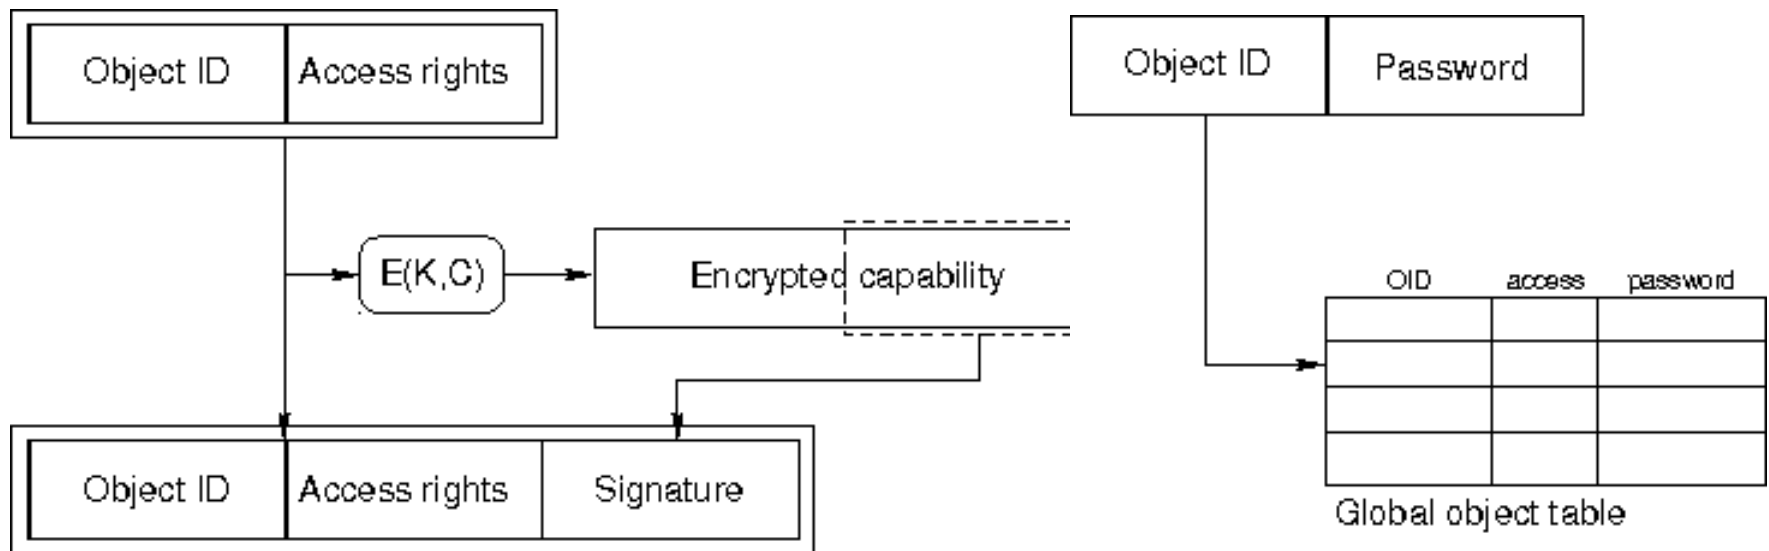 Object ID Access rights
E(K,C)
Encrypted capability
Object ID Access rights Signature
Object ID Password
OID access password
Global object table